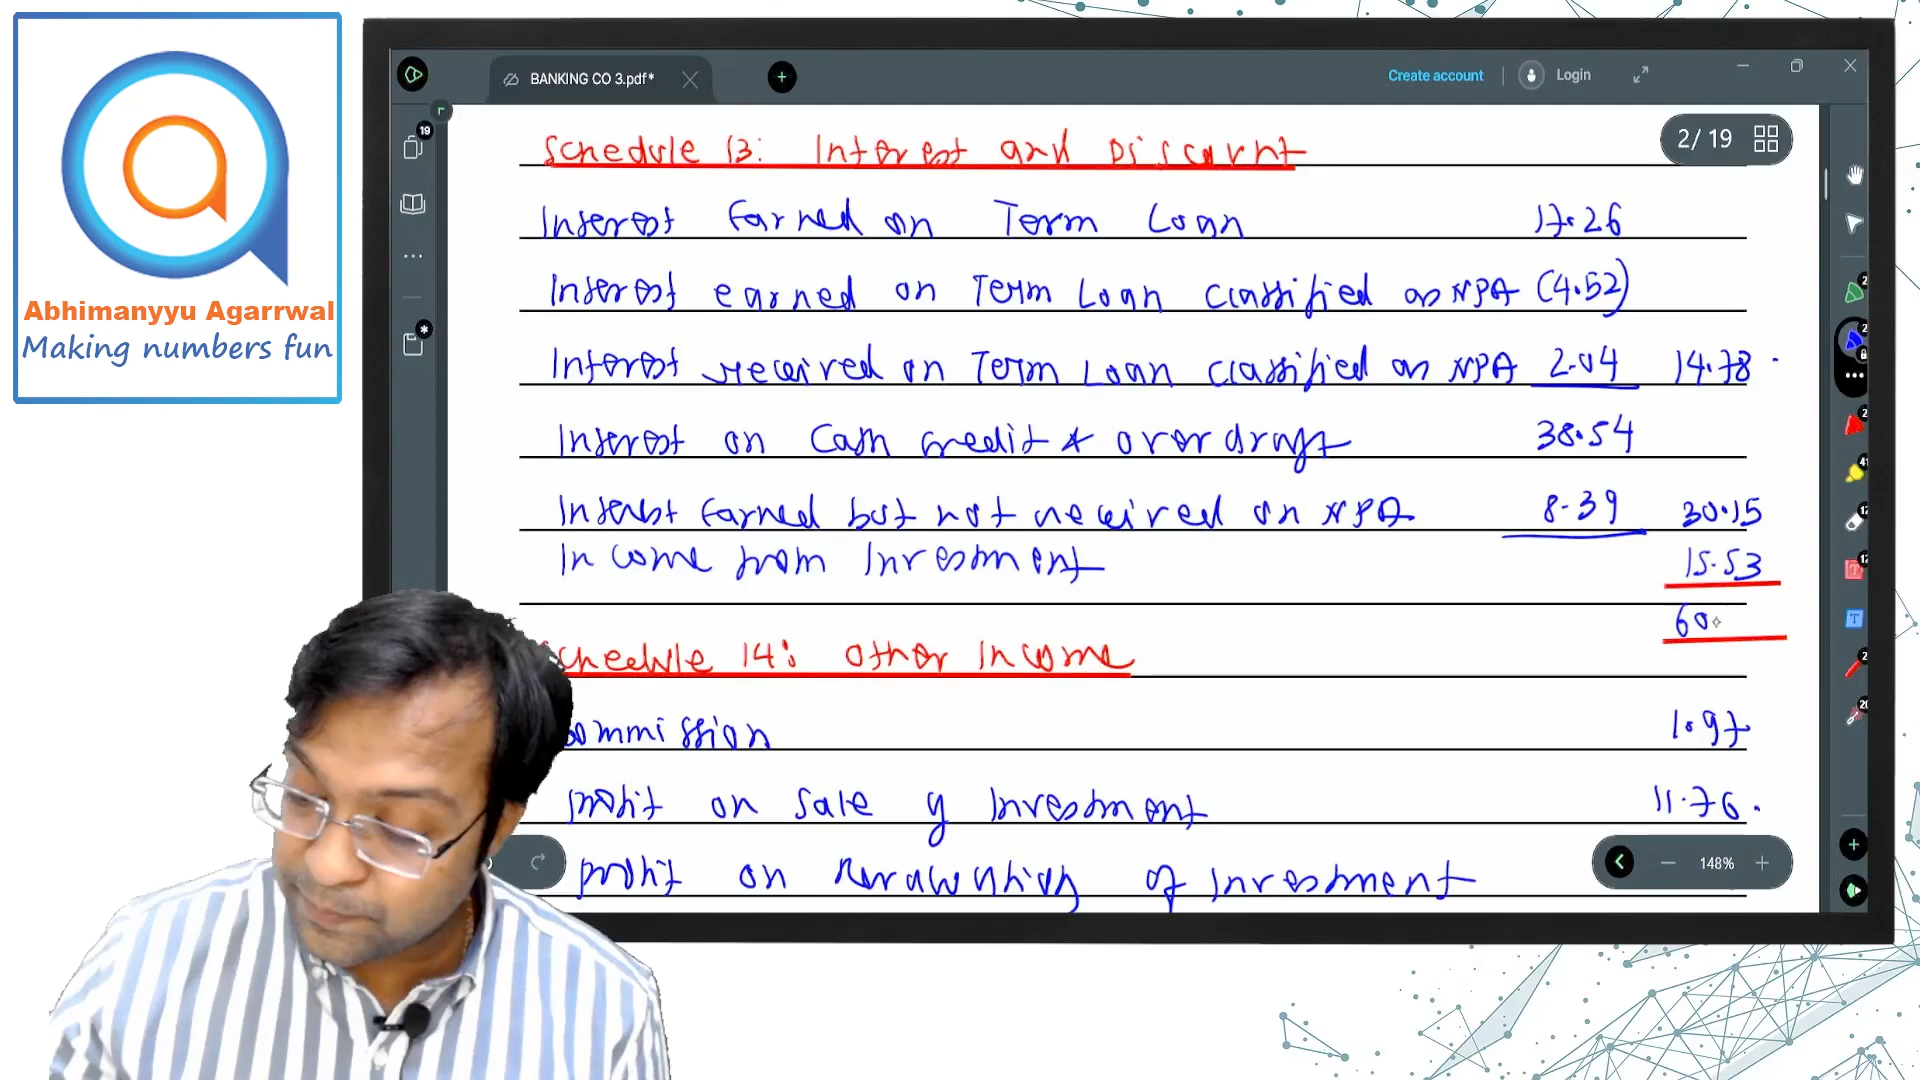 Abhimanyyu Agarrwal
Making numbers fun
BANKING CO 3.pdf*
Create account
Login
19
2/ 19
Schedule 13: Interest and Discount
Interest Earned on Term Loan 17.26
Interest earned on Term Loan classified as NPA (4.52)
Interest received on Term Loan classified as NPA 2.04 14.78
Interest on Cash credit & overdraft 38.54
Interest Earned but not received on NPA 8.39 30.15
Income from Investment 15.53
60.
Schedule 14: Other Income
ommission 1.97
profit on sale of Investment 11.76
profit on Revaluation of Investment
148%